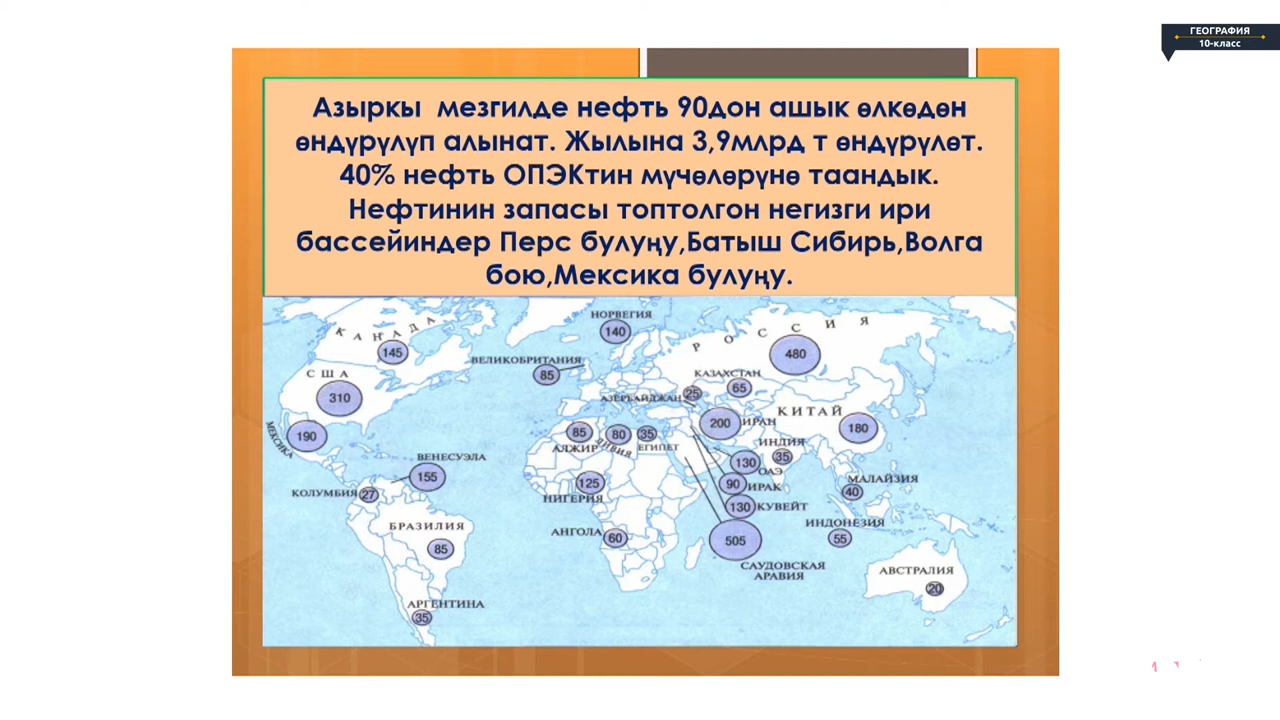 ГЕОГРАФИЯ
10-класс
Азыркы мезгилде нефть 90дон ашык өлкөдөн
өндүрүлүп алынат. Жылына 3,9млрд т өндүрүлөт.
40% нефть ОПЭКтин мүчөлөрүнө таандык.
Нефтинин запасы топтолгон негизги ири
бассейиндер Перс булуңу,Батыш Сибирь,Волга
бою,Мексика булуңу.
НОРВЕГИЯ
140
КАНАДА
145
РОССИЯ
480
ВЕЛИКОБРИТАНИЯ
85
США
310
КАЗАХСТАН
65
АЗЕРБАЙДЖАН
25
МЕКСИКА
190
200
ИРАН
КИТАЙ
180
85
АЛЖИР
80
ЛИВИЯ
35
ЕГИПЕТ
ИНДИЯ
35
130
ОАЭ
ВЕНЕСУЭЛА
155
КОЛУМБИЯ
27
125
НИГЕРИЯ
90
ИРАК
МАЛАЙЗИЯ
40
130
КУВЕЙТ
БРАЗИЛИЯ
85
АНГОЛА
60
505
САУДОВСКАЯ
АРАВИЯ
ИНДОНЕЗИЯ
55
АВСТРАЛИЯ
20
АРГЕНТИНА
35